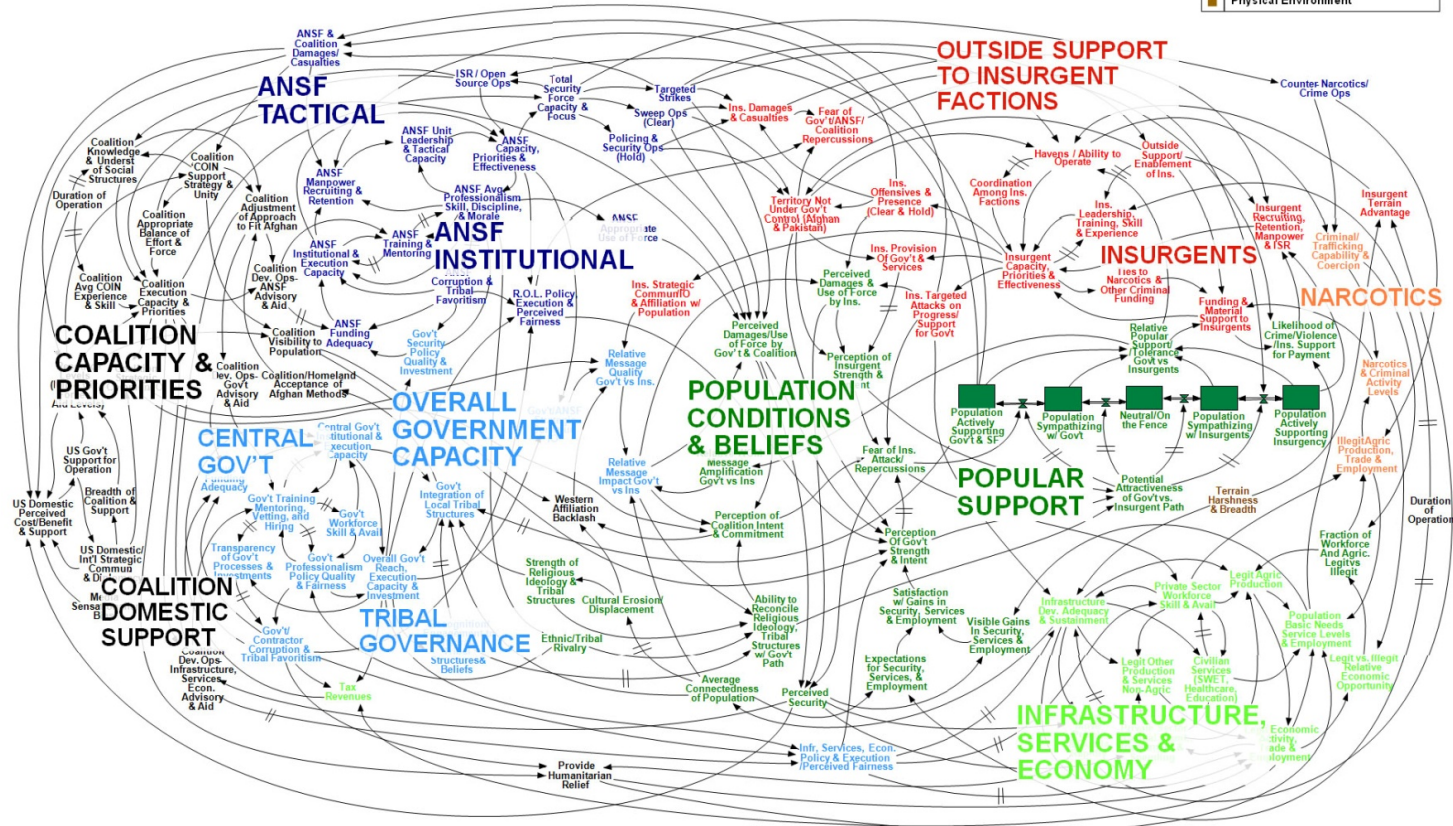 Physical Environment
ANSF &
Coalition
Damages/
Casualties
ANSF
TACTICAL
ISR / Open
Source Ops
Total
Security
Force
Capacity &
Focus
Targeted
Strikes
Sweep Ops
(Clear)
Policing &
Security Ops
(Hold)
Ins. Damages
& Casualties
Fear of
Gov't/ANSF/
Coalition
Repercussions
OUTSIDE SUPPORT
TO INSURGENT
FACTIONS
Counter Narcotics/
Crime Ops
Coalition
Knowledge
& Underst
of Social
Structures
Coalition
COIN
Support
Strategy &
Unity
Duration of
Operation
Coalition
Appropriate
Balance of
Effort &
Force
Coalition
Adjustment
of Approach
to Fit Afghan
ANSF Unit
Leadership
& Tactical
Capacity
ANSF
Capacity,
Priorities &
Effectiveness
ANSF
Manpower
Recruiting &
Retention
ANSF Avg
Professionalism
Skill, Discipline,
& Morale
ANSF
Appropriate
Use of Force
ANSF
Institutional &
Execution
Capacity
ANSF
Training &
Mentoring
ANSF
INSTITUTIONAL
Corruption &
Tribal
Favoritism
R.O.L. Policy,
Execution &
Perceived
Fairness
ANSF
Funding
Adequacy
Coalition
Avg COIN
Experience
& Skill
Coalition
Execution
Capacity &
Priorities
Coalition
Dev. Ops-
ANSF
Advisory
& Aid
Coalition
Visibility to
Population
COALITION
CAPACITY &
PRIORITIES
Aid Levels)
Coalition
Dev. Ops-
Gov't
Advisory
& Aid
Coalition/Homeland
Acceptance of
Afghan Methods
Territory Not
Under Gov't
Control (Afghan
& Pakistan)
Ins.
Offensives &
Presence
(Clear & Hold)
Ins. Provision
Of Gov't &
Services
Perceived
Damages &
Use of Force
by Ins.
Ins. Targeted
Attacks on
Progress/
Support
for Gov't
Ins. Strategic
Commun/IO
& Affiliation w/
Population
Havens / Ability to
Operate
Outside
Support/
Enablement
of Ins.
Coordination
Among Ins.
Factions
Ins.
Leadership,
Training, Skill
& Experience
Insurgent
Capacity,
Priorities &
Effectiveness
INSURGENTS
Ties to
Narcotics &
Other Criminal
Funding
Insurgent
Recruiting,
Retention,
Manpower
& ISR
Insurgent
Terrain
Advantage
Criminal/
Trafficking
Capability &
Coercion
NARCOTICS
Funding &
Material
Support to
Insurgents
Likelihood of
Crime/Violence
/Ins. Support
for Payment
Relative
Popular
Support/
/Tolerance
Gov't vs
Insurgents
Narcotics
& Criminal
Activity
Levels
Gov't
Security
Policy
Quality &
Investment
Relative
Message
Quality
Gov't vs Ins.
Perceived
Damages/Use
of Force by
Gov't & Coalition
Perception of
Insurgent
Strength &
POPULATION
CONDITIONS
& BELIEFS
OVERALL
GOVERNMENT
CAPACITY
Gov't/ANSF
CENTRAL
GOV'T
Adequacy
Central Gov't
Institutional &
Execution
Capacity
Population
Actively
Supporting
Gov't & SF
Population
Sympathizing
w/ Gov't
Neutral/On
the Fence
Population
Sympathizing
w/ Insurgents
Population
Actively
Supporting
Insurgency
Illegit Agric
Production,
Trade &
Employment
POPULAR
SUPPORT
Potential
Attractiveness
of Gov't vs.
Insurgent Path
Terrain
Harshness
& Breadth
Duration
of Operation
US Gov't
Support for
Operation
US Domestic
Perceived
Cost/Benefit
& Support
Breadth of
Coalition &
Support
US Domestic/
Int'l Strategic
Commun
COALITION
DOMESTIC
SUPPORT
Gov't Training
Mentoring,
Vetting, and
Hiring
Gov't
Workforce
Skill & Avail
Gov't
Integration of
Local Tribal
Structures
Transparency
of Gov't
Processes &
Investments
Gov't
Professionalism
Policy Quality
& Fairness
Overall Gov't
Reach,
Execution
Capacity &
Investment
Relative
Message
Impact Gov't
vs Ins
Western
Affiliation
Backlash
Message
Amplification
Gov't vs Ins
Perception of
Coalition Intent
& Commitment
Fear of Ins.
Attack/
Repercussions
Perception
Of Gov't
Strength
& Intent
Fraction of
Workforce
And Agric.
Legit vs
Illegit
TRIBAL
GOVERNANCE
Structures &
Beliefs
Gov't/
Contractor
Corruption &
Tribal Favoritism
Strength of
Religious
Ideology &
Tribal
Structures
Cultural Erosion/
Displacement
Ethnic/Tribal
Rivalry
Ability to
Reconcile
Religious
Ideology,
Tribal
Structures
w/ Gov't
Path
Satisfaction
w/ Gains in
Security, Services
& Employment
Visible Gains
In Security,
Services &
Employment
Expectations
for Security,
Services, &
Employment
Infrastructure
Dev. Adequacy
& Sustainment
Private Sector
Workforce
Skill & Avail
Legit Agric
Production
Population
Basic Needs
Service Levels
& Employment
Legit Other
Production
& Services
Non-Agric
Civilian
Services
(SWET,
Healthcare,
Education)
Legit vs. Illegit
Relative
Economic
Opportunity
Coalition
Dev. Ops-
Infrastructure,
Services
Econ.
Advisory
& Aid
Tax
Revenues
Average
Connectedness
of Population
Perceived
Security
INFRASTRUCTURE,
SERVICES &
ECONOMY
Economic
Employment
Infr, Services, Econ.
Policy & Execution
/Perceived Fairness
Provide
Humanitarian
Relief